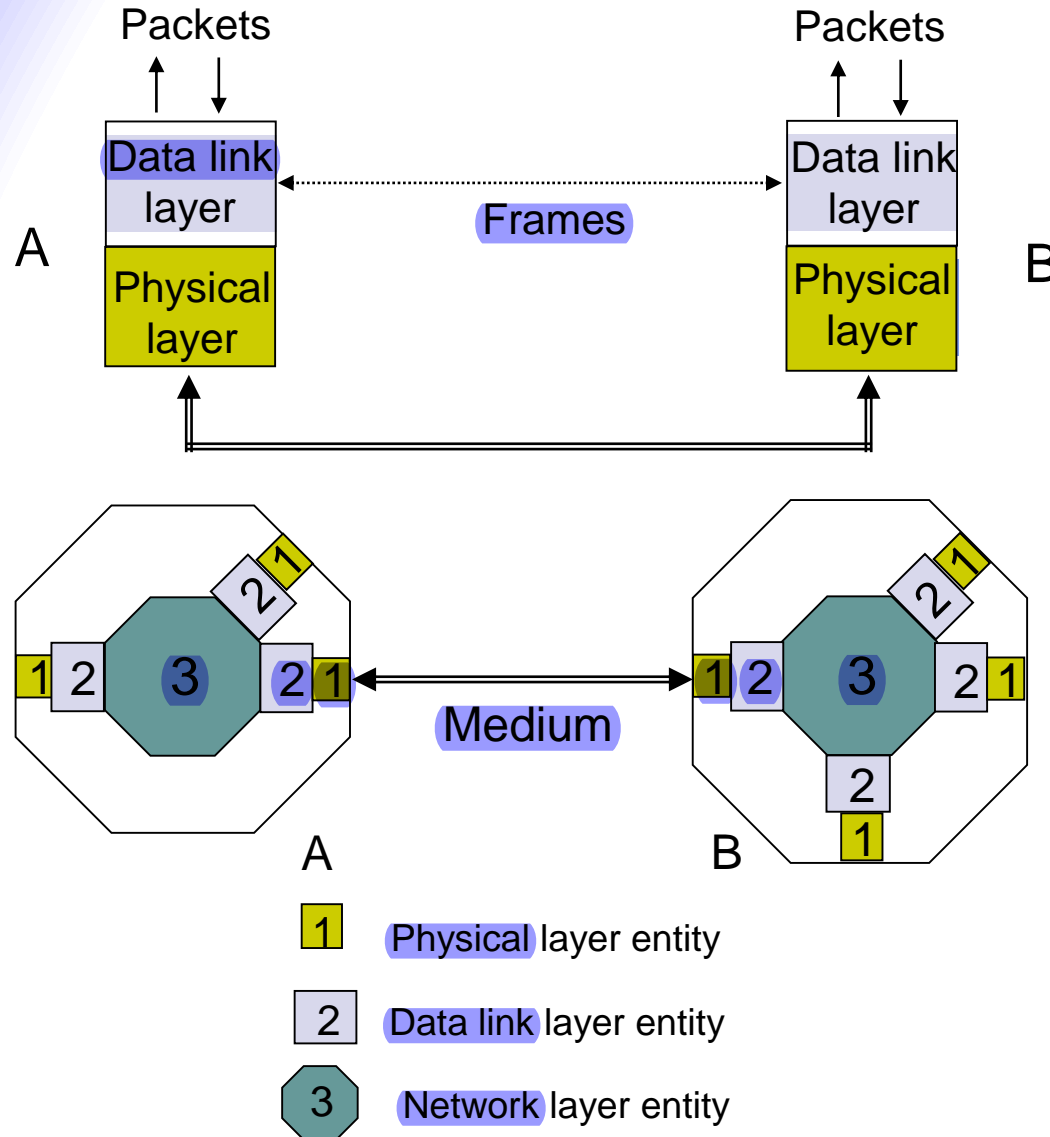 Packets
Packets
Data link
layer
Data link
layer
Frames
A
B
Physical
layer
Physical
layer
1
2
3
2
1
2
1
1
2
3
2
1
2
1
2
1
Medium
A
B
1 Physical layer entity
2 Data link layer entity
3 Network layer entity